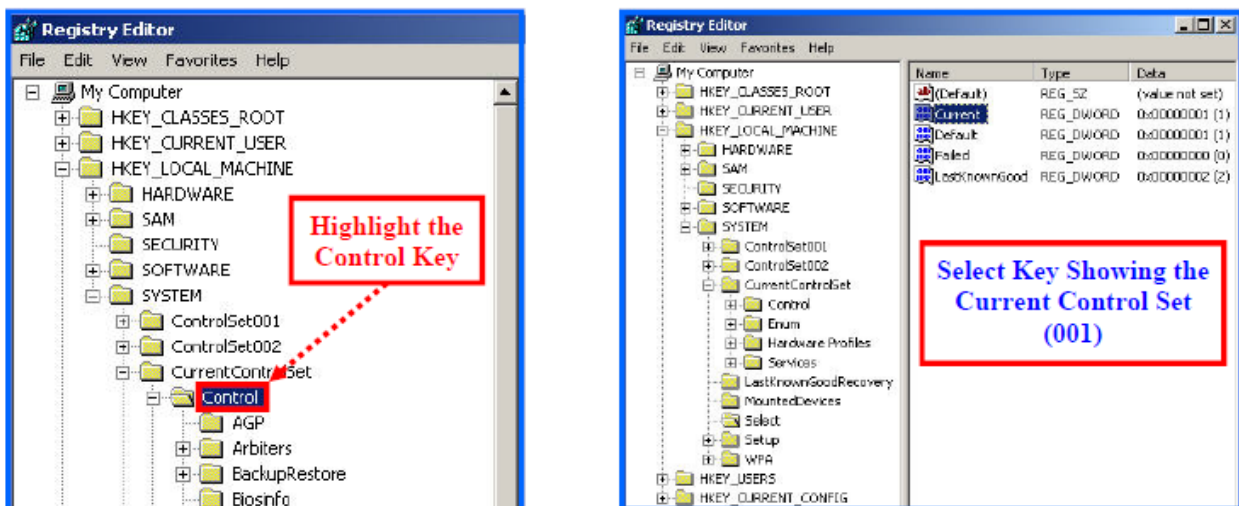 Registry Editor
File Edit View Favorites Help
My Computer
HKEY_CLASSES_ROOT
HKEY_CURRENT_USER
HKEY_LOCAL_MACHINE
HARDWARE
SAM
SECURITY
SOFTWARE
SYSTEM
ControlSet001
ControlSet002
CurrentControlSet
Control
AGP
Arbiters
BackupRestore
Biosinfo
Highlight the
Control Key
Registry Editor
File Edit View Favorites Help
My Computer
HKEY_CLASSES_ROOT
HKEY_CURRENT_USER
HKEY_LOCAL_MACHINE
HARDWARE
SAM
SECURITY
SOFTWARE
SYSTEM
ControlSet001
ControlSet002
CurrentControlSet
Control
Enum
Hardware Profiles
Services
LastKnownGoodRecovery
MountedDevices
Select
Setup
WPA
HKEY_USERS
HKEY_CURRENT_CONFIG
Name Type Data
(Default) REG_SZ (value not set)
Current REG_DWORD 0x00000001 (1)
Default REG_DWORD 0x00000001 (1)
Failed REG_DWORD 0x00000000 (0)
LastKnownGood REG_DWORD 0x00000002 (2)
Select Key Showing the
Current Control Set
(001)